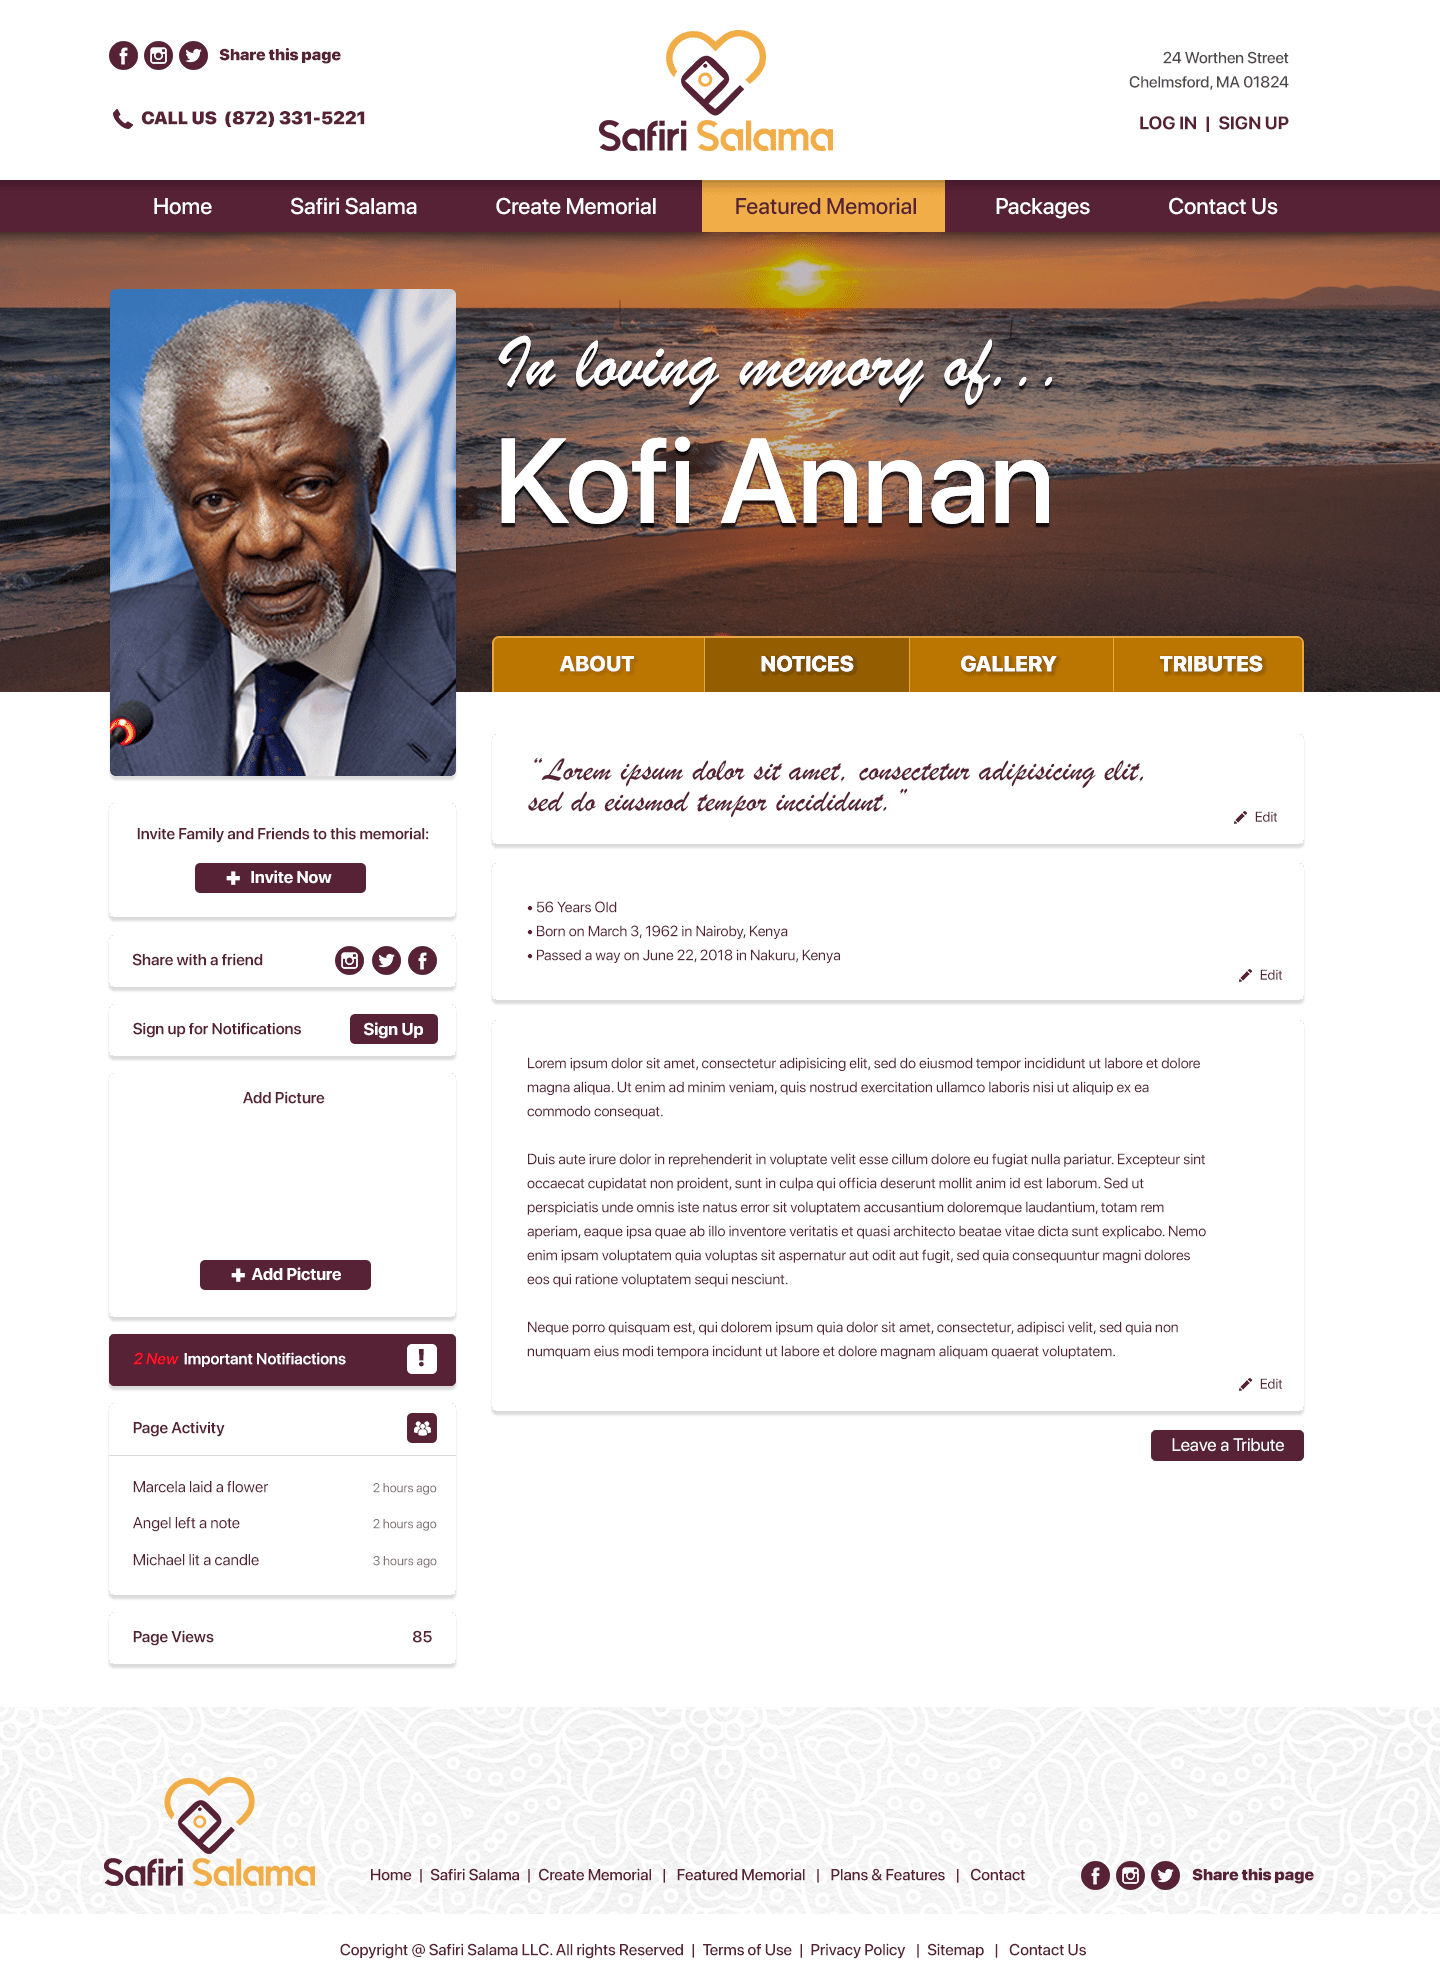 Share this page
CALL US (872) 331-5221
Safiri Salama
24 Worthen Street
Chelmsford, MA 01824
LOG IN | SIGN UP
Home
Safiri Salama
Create Memorial
Featured Memorial
Packages
Contact Us
In loving memory of...
Kofi Annan
ABOUT
NOTICES
GALLERY
TRIBUTES
Invite Family and Friends to this memorial:
+ Invite Now
Share with a friend
Sign up for Notifications
Sign Up
Add Picture
+ Add Picture
2 New Important Notifiactions
!
Page Activity
Marcela laid a flower
2 hours ago
Angel left a note
2 hours ago
Michael lit a candle
3 hours ago
Page Views
85
“Lorem ipsum dolor sit amet, consectetur adipisicing elit,
sed do eiusmod tempor incididunt.”
Edit
• 56 Years Old
• Born on March 3, 1962 in Nairoby, Kenya
• Passed a way on June 22, 2018 in Nakuru, Kenya
Edit
Lorem ipsum dolor sit amet, consectetur adipisicing elit, sed do eiusmod tempor incididunt ut labore et dolore
magna aliqua. Ut enim ad minim veniam, quis nostrud exercitation ullamco laboris nisi ut aliquip ex ea
commodo consequat.
Duis aute irure dolor in reprehenderit in voluptate velit esse cillum dolore eu fugiat nulla pariatur. Excepteur sint
occaecat cupidatat non proident, sunt in culpa qui officia deserunt mollit anim id est laborum. Sed ut
perspiciatis unde omnis iste natus error sit voluptatem accusantium doloremque laudantium, totam rem
aperiam, eaque ipsa quae ab illo inventore veritatis et quasi architecto beatae vitae dicta sunt explicabo. Nemo
enim ipsam voluptatem quia voluptas sit aspernatur aut odit aut fugit, sed quia consequuntur magni dolores
eos qui ratione voluptatem sequi nesciunt.
Neque porro quisquam est, qui dolorem ipsum quia dolor sit amet, consectetur, adipisci velit, sed quia non
numquam eius modi tempora incidunt ut labore et dolore magnam aliquam quaerat voluptatem.
Edit
Leave a Tribute
Safiri Salama
Home | Safiri Salama | Create Memorial | Featured Memorial | Plans & Features | Contact
Share this page
Copyright @ Safiri Salama LLC. All rights Reserved | Terms of Use | Privacy Policy | Sitemap | Contact Us